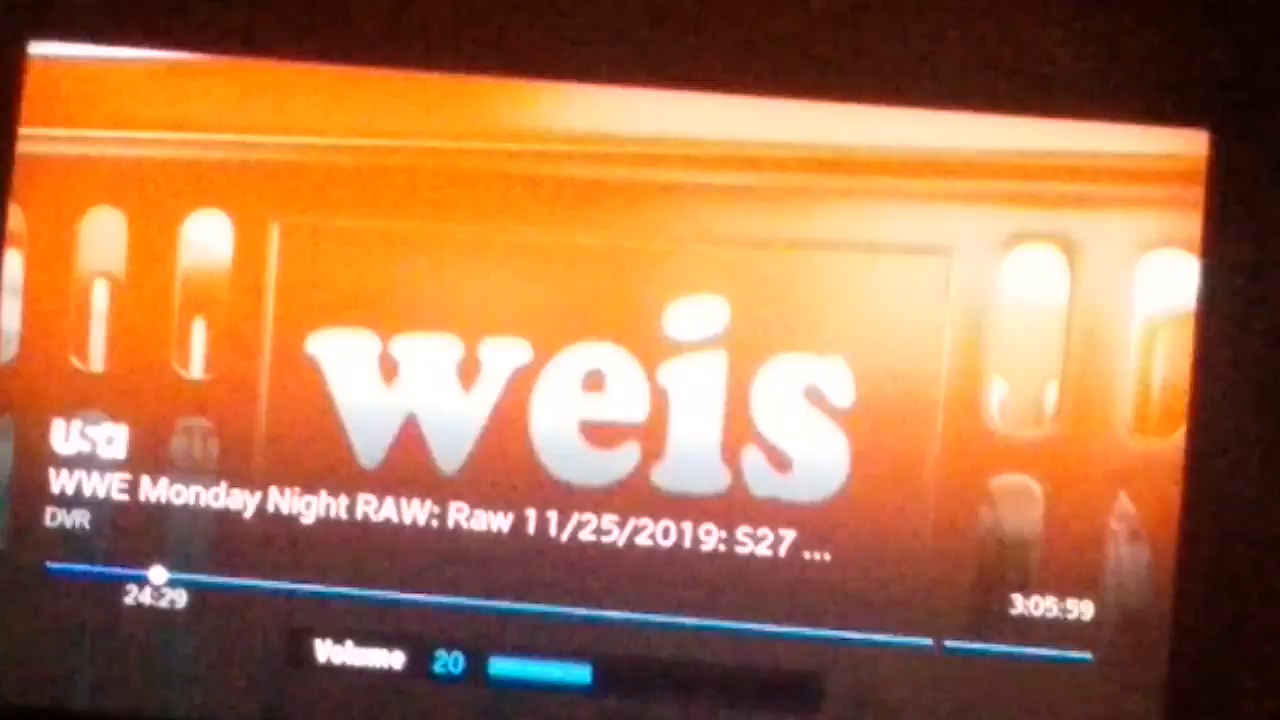 weis
usa
WWE Monday Night RAW: Raw 11/25/2019: S27 ...
DVR
24:29
3:05:59
Volume 20